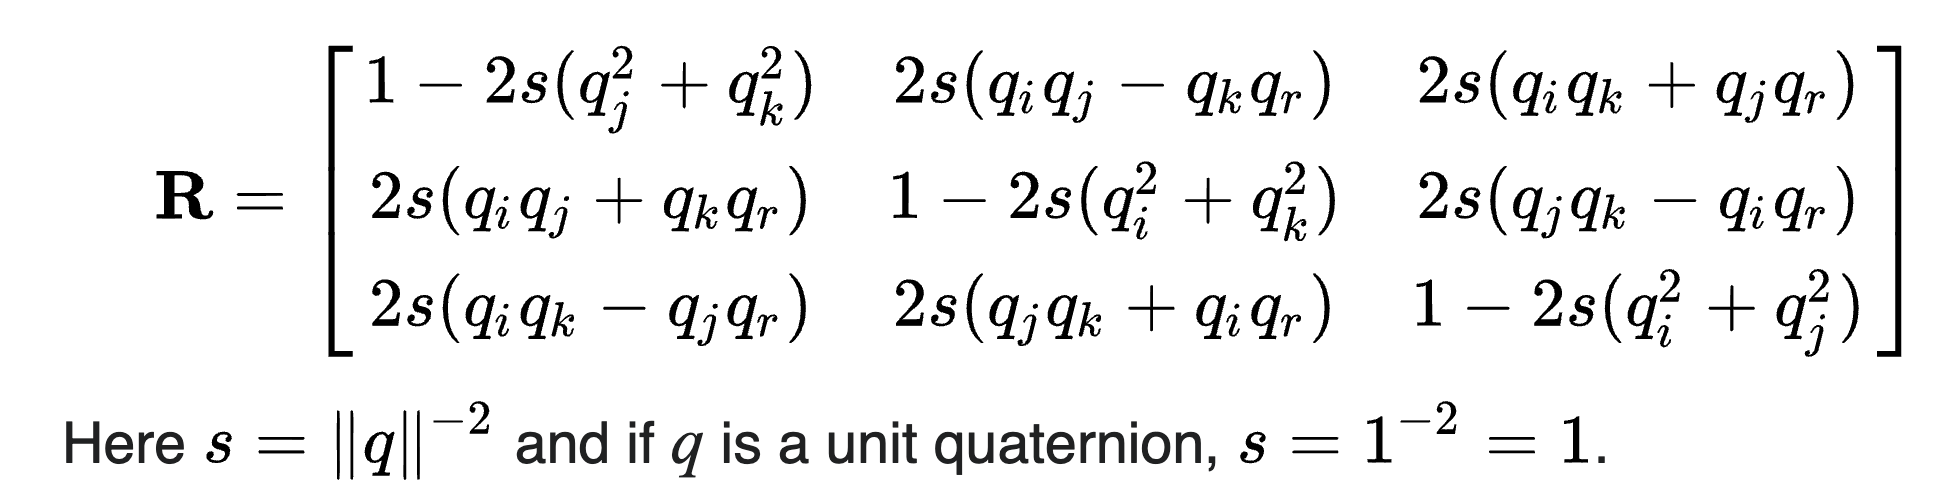 R = [ 1 − 2s(q_j^2 + q_k^2)  2s(q_i q_j − q_k q_r)  2s(q_i q_k + q_j q_r)
2s(q_i q_j + q_k q_r)  1 − 2s(q_i^2 + q_k^2)  2s(q_j q_k − q_i q_r)
2s(q_i q_k − q_j q_r)  2s(q_j q_k + q_i q_r)  1 − 2s(q_i^2 + q_j^2) ]
Here s = ‖q‖^−2 and if q is a unit quaternion, s = 1^−2 = 1.